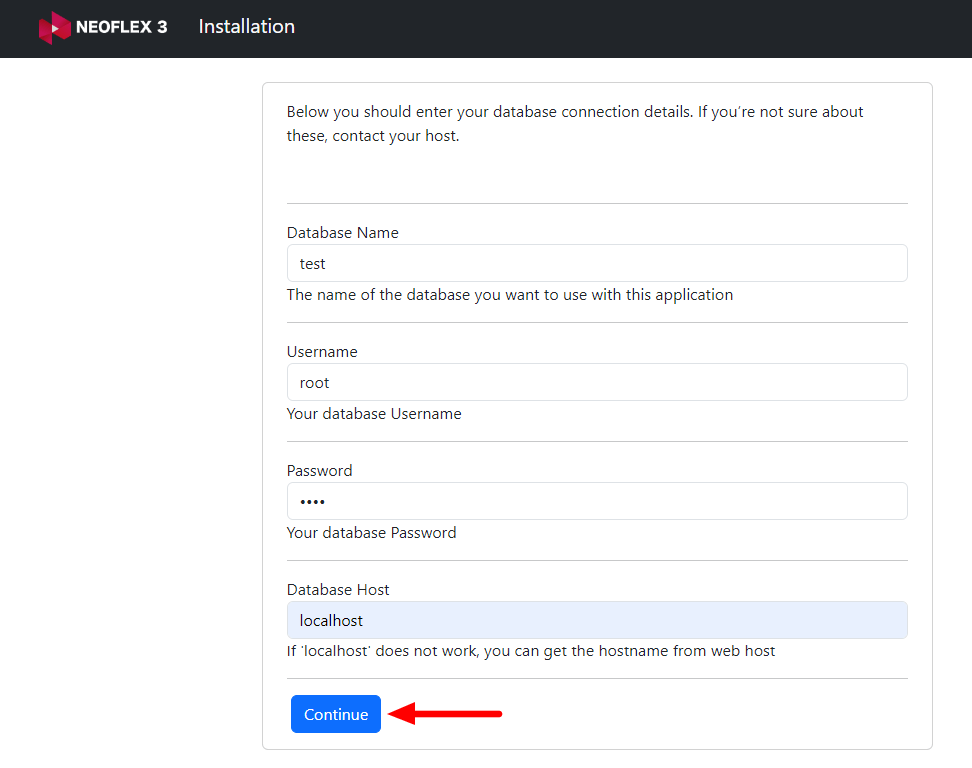 NEOFLEX 3 Installation
Below you should enter your database connection details. If you’re not sure about
these, contact your host.
Database Name
test
The name of the database you want to use with this application
Username
root
Your database Username
Password
••••
Your database Password
Database Host
localhost
If 'localhost' does not work, you can get the hostname from web host
Continue